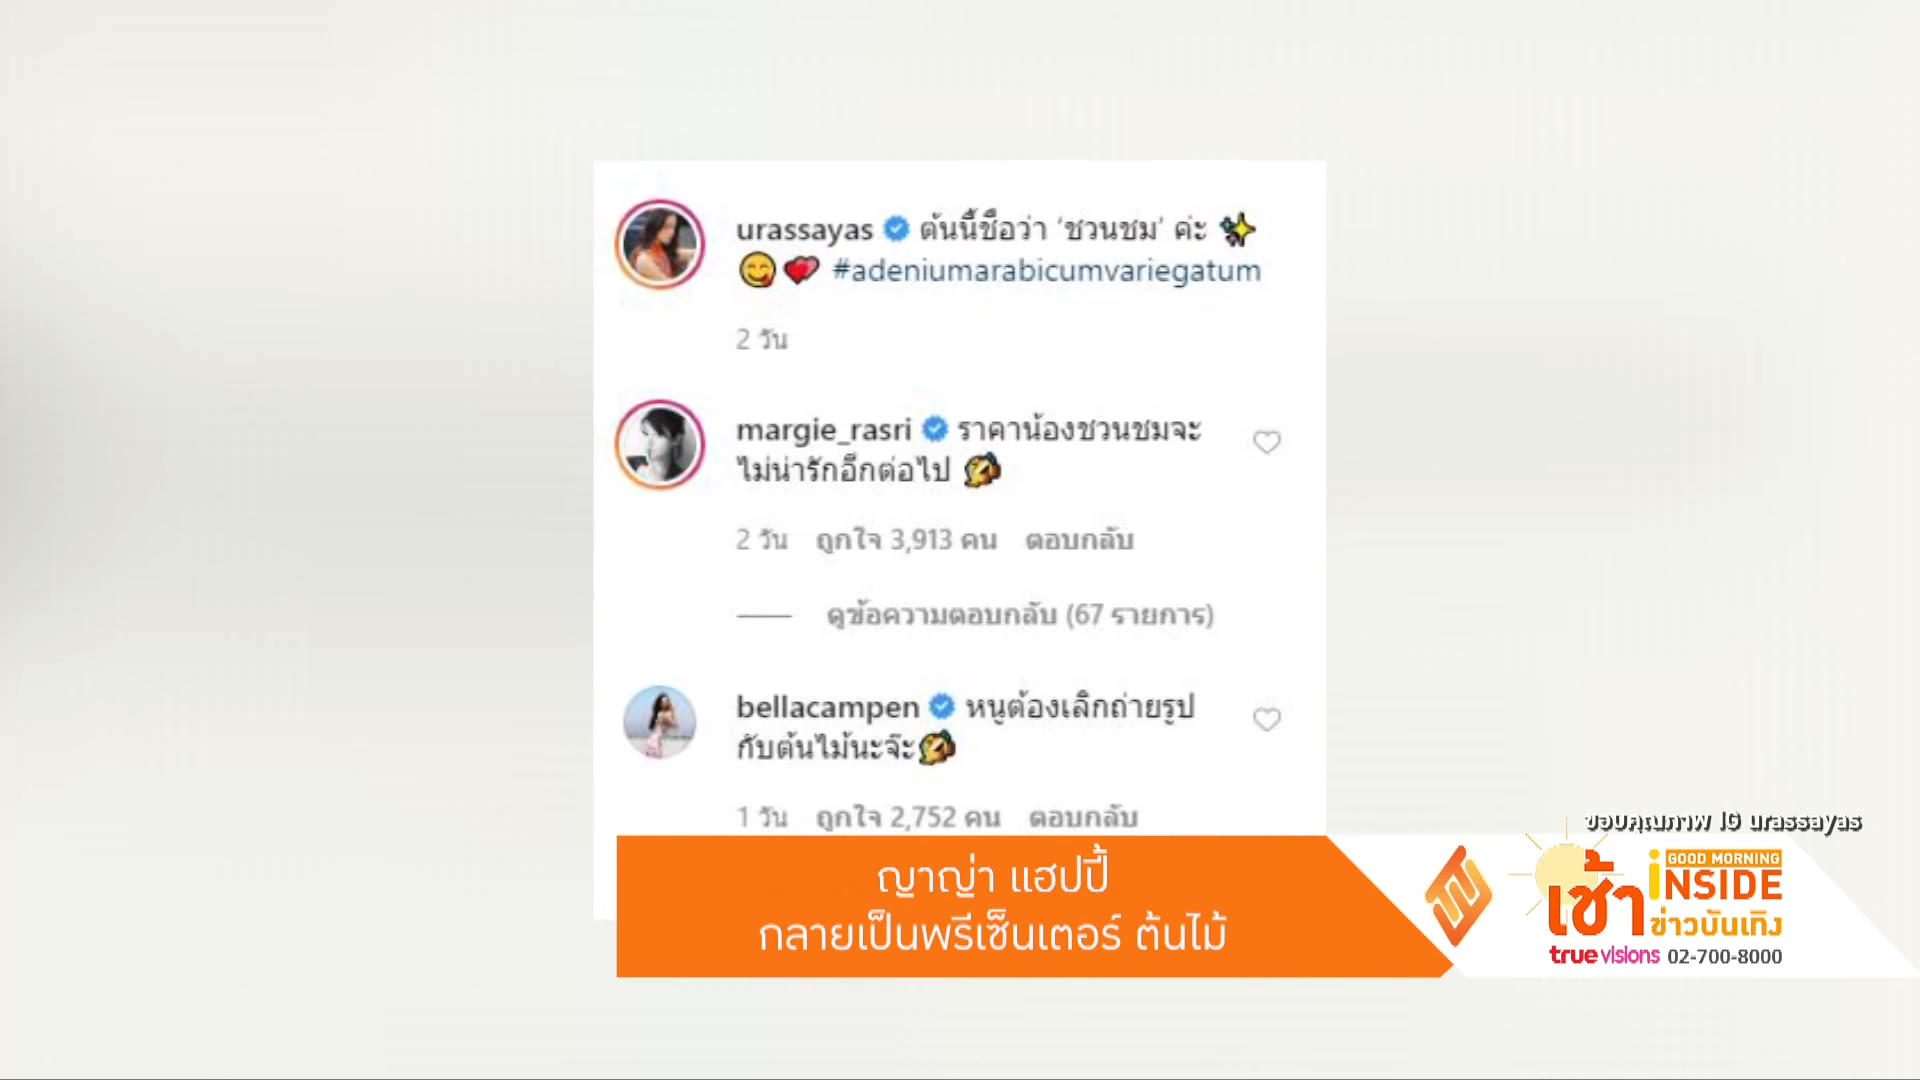 urassayas ต้นนี้ชื่อว่า ‘ชวนชม’ ค่ะ ✨
😋💕 #adeniumarabicumvariegatum
2 วัน
margie_rasri ราคาน้องชวนชมจะ
ไม่น่ารักอีกต่อไป 🤣
2 วัน ถูกใจ 3,913 คน ตอบกลับ
ดูข้อความตอบกลับ (67 รายการ)
bellacampen หนูต้องเลิกถ่ายรูป
กับต้นไม้นะจ๊ะ🤣
1 วัน ถูกใจ 2,752 คน ตอบกลับ
ขอบคุณภาพ IG urassayas
ญาญ่า แฮปปี้
กลายเป็นพรีเซ็นเตอร์ ต้นไม้
เช้า
GOOD MORNING
iNSIDE
ข่าวบันเทิง
truevisions 02-700-8000